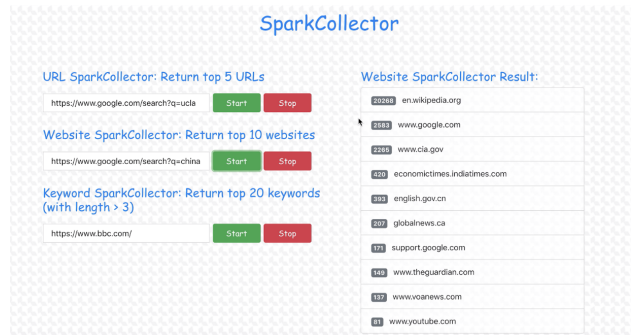 SparkCollector
URL SparkCollector: Return top 5 URLs
https://www.google.com/search?q=ucla Start Stop
Website SparkCollector: Return top 10 websites
https://www.google.com/search?q=china Start Stop
Keyword SparkCollector: Return top 20 keywords
(with length > 3)
https://www.bbc.com/ Start Stop
Website SparkCollector Result:
20268 en.wikipedia.org
2583 www.google.com
2265 www.cia.gov
420 economictimes.indiatimes.com
393 english.gov.cn
207 globalnews.ca
171 support.google.com
149 www.theguardian.com
137 www.voanews.com
81 www.youtube.com